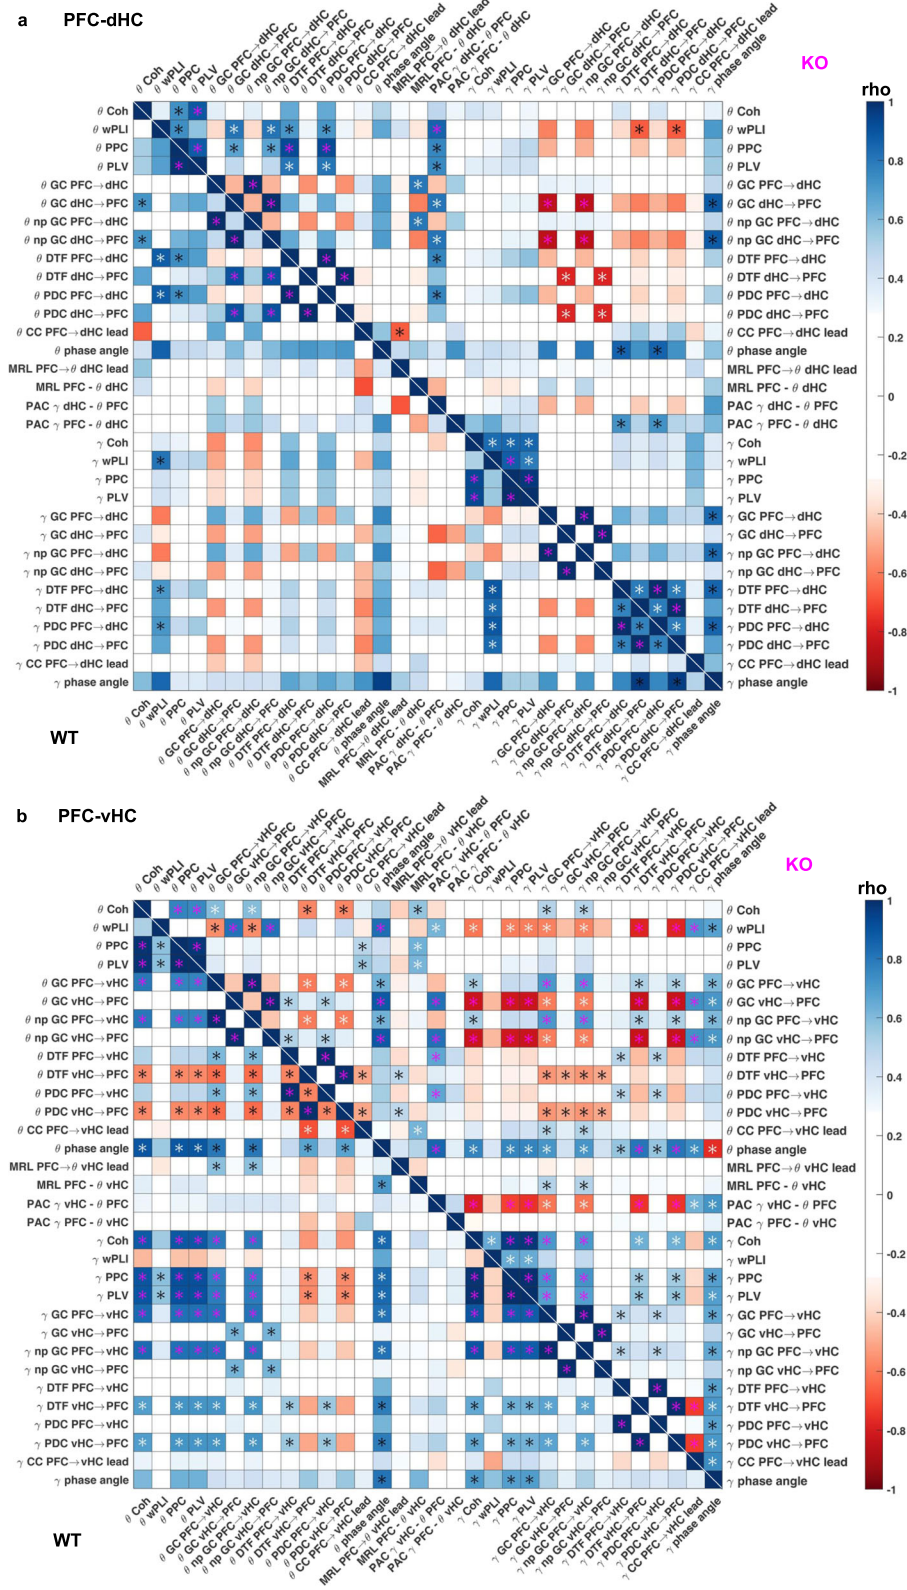 a PFC-dHC
θ Coh
θ wPLI
θ PPC
θ PLV
θ GC PFC→dHC
θ GC dHC→PFC
θ np GC PFC→dHC
θ np GC dHC→PFC
θ DTF PFC→dHC
θ DTF dHC→PFC
θ PDC PFC→dHC
θ PDC dHC→PFC
θ CC PFC→dHC lead
θ phase angle
MRL PFC→θ dHC lead
MRL PFC - θ dHC
PAC γ dHC - θ PFC
PAC γ PFC - θ dHC
γ Coh
γ wPLI
γ PPC
γ PLV
γ GC PFC→dHC
γ GC dHC→PFC
γ np GC PFC→dHC
γ np GC dHC→PFC
γ DTF PFC→dHC
γ DTF dHC→PFC
γ PDC PFC→dHC
γ PDC dHC→PFC
γ CC PFC→dHC lead
γ phase angle
KO
rho
1
0.8
0.6
0.4
0.2
0
-0.2
-0.4
-0.6
-0.8
-1
WT
b PFC-vHC
θ Coh
θ wPLI
θ PPC
θ PLV
θ GC PFC→vHC
θ GC vHC→PFC
θ np GC PFC→vHC
θ np GC vHC→PFC
θ DTF PFC→vHC
θ DTF vHC→PFC
θ PDC PFC→vHC
θ PDC vHC→PFC
θ CC PFC→vHC lead
θ phase angle
MRL PFC→θ vHC lead
MRL PFC - θ vHC
PAC γ vHC - θ PFC
PAC γ PFC - θ vHC
γ Coh
γ wPLI
γ PPC
γ PLV
γ GC PFC→vHC
γ GC vHC→PFC
γ np GC PFC→vHC
γ np GC vHC→PFC
γ DTF PFC→vHC
γ DTF vHC→PFC
γ PDC PFC→vHC
γ PDC vHC→PFC
γ CC PFC→vHC lead
γ phase angle
KO
rho
1
0.8
0.6
0.4
0.2
0
-0.2
-0.4
-0.6
-0.8
-1
WT